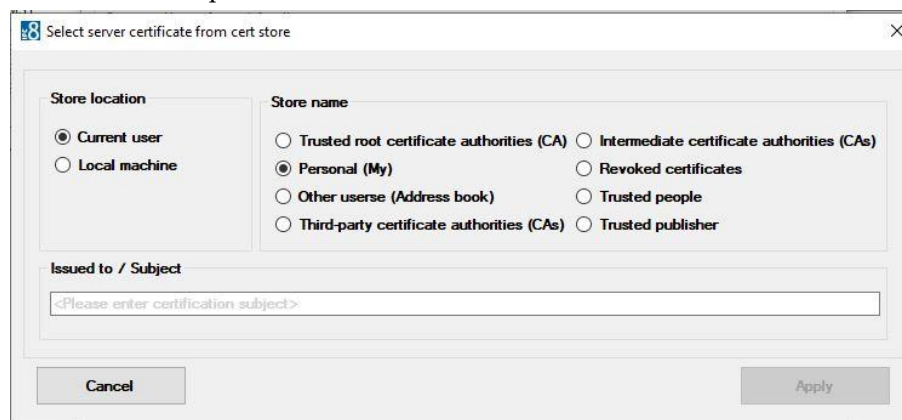 Select server certificate from cert store
Store location
Current user
Local machine
Store name
Trusted root certificate authorities (CA)
Personal (My)
Other userse (Address book)
Third-party certificate authorities (CAs)
Intermediate certificate authorities (CAs)
Revoked certificates
Trusted people
Trusted publisher
Issued to / Subject
<Please enter certification subject>
Cancel
Apply